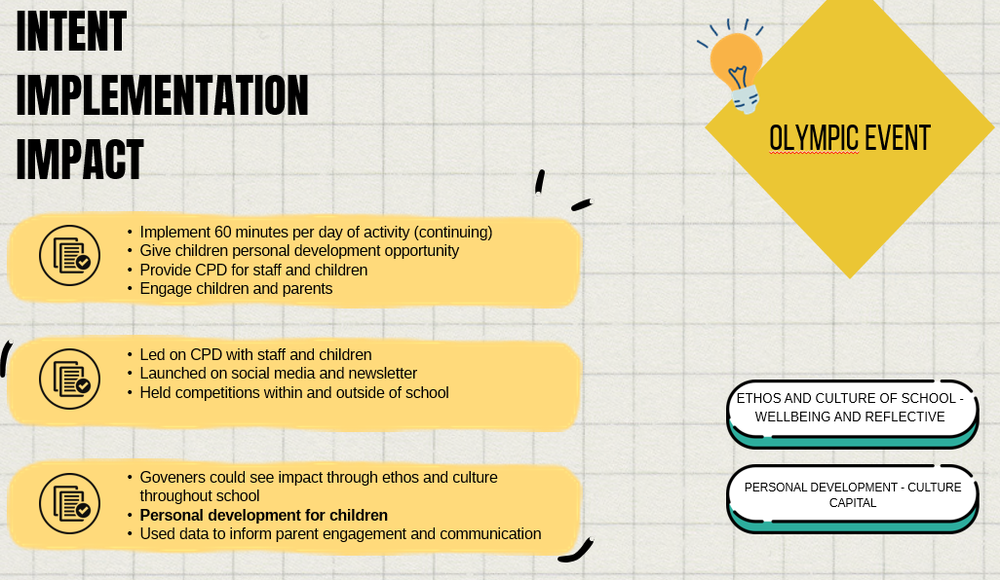 INTENT
IMPLEMENTATION
IMPACT
OLYMPIC EVENT
• Implement 60 minutes per day of activity (continuing)
• Give children personal development opportunity
• Provide CPD for staff and children
• Engage children and parents
• Led on CPD with staff and children
• Launched on social media and newsletter
• Held competitions within and outside of school
• Goveners could see impact through ethos and culture
throughout school
• Personal development for children
• Used data to inform parent engagement and communication
ETHOS AND CULTURE OF SCHOOL -
WELLBEING AND REFLECTIVE
PERSONAL DEVELOPMENT - CULTURE
CAPITAL